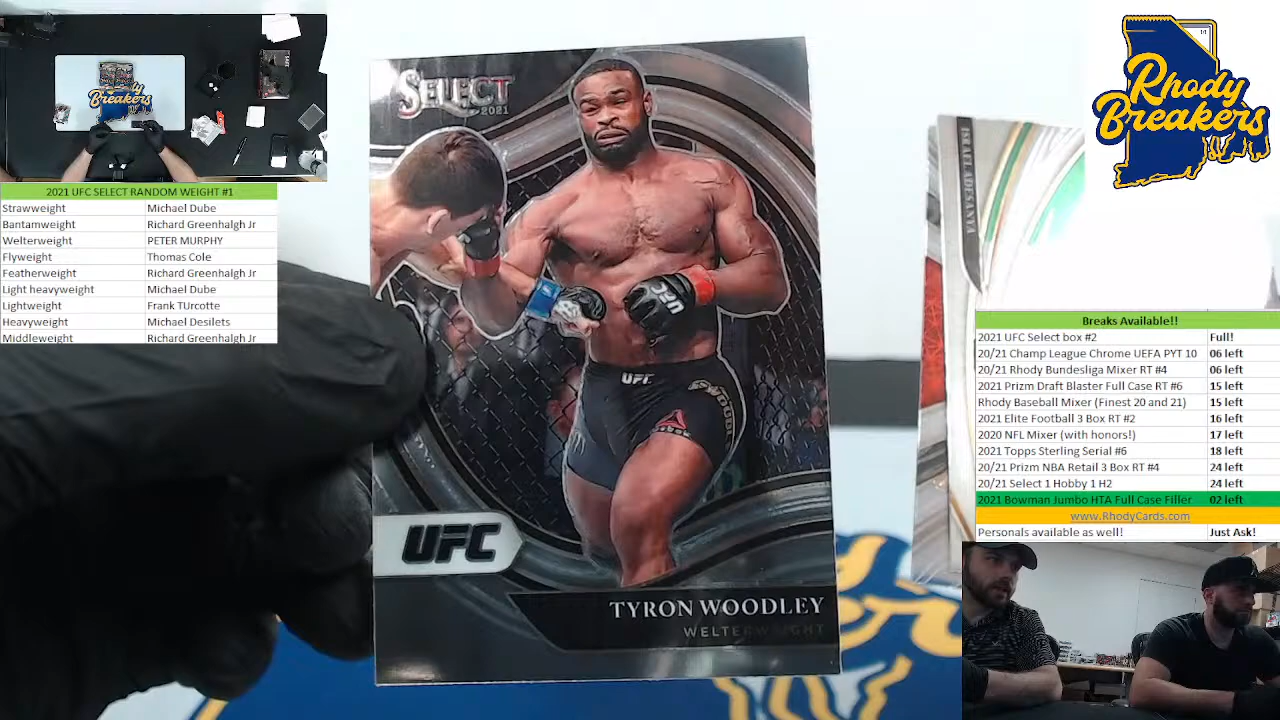 Rhody
Breakers
2021 UFC SELECT RANDOM WEIGHT #1
Strawweight Michael Dube
Bantamweight Richard Greenhalgh Jr
Welterweight PETER MURPHY
Flyweight Thomas Cole
Featherweight Richard Greenhalgh Jr
Light heavyweight Michael Dube
Lightweight Frank TUrcotte
Heavyweight Michael Desilets
Middleweight Richard Greenhalgh Jr
SELECT
2021
UFC
UFC
UFC
TYRON WOODLEY
WELTERWEIGHT
ISRAEL ADESANYA
Rhody
Breakers
Breaks Available!!
2021 UFC Select box #2 Full!
20/21 Champ League Chrome UEFA PYT 10 06 left
20/21 Rhody Bundesliga Mixer RT #4 06 left
2021 Prizm Draft Blaster Full Case RT #6 15 left
Rhody Baseball Mixer (Finest 20 and 21) 15 left
2021 Elite Football 3 Box RT #2 16 left
2020 NFL Mixer (with honors!) 17 left
2021 Topps Sterling Serial #6 18 left
20/21 Prizm NBA Retail 3 Box RT #4 24 left
20/21 Select 1 Hobby 1 H2 24 left
2021 Bowman Jumbo HTA Full Case Filler 02 left
www.RhodyCards.com
Personals available as well! Just Ask!